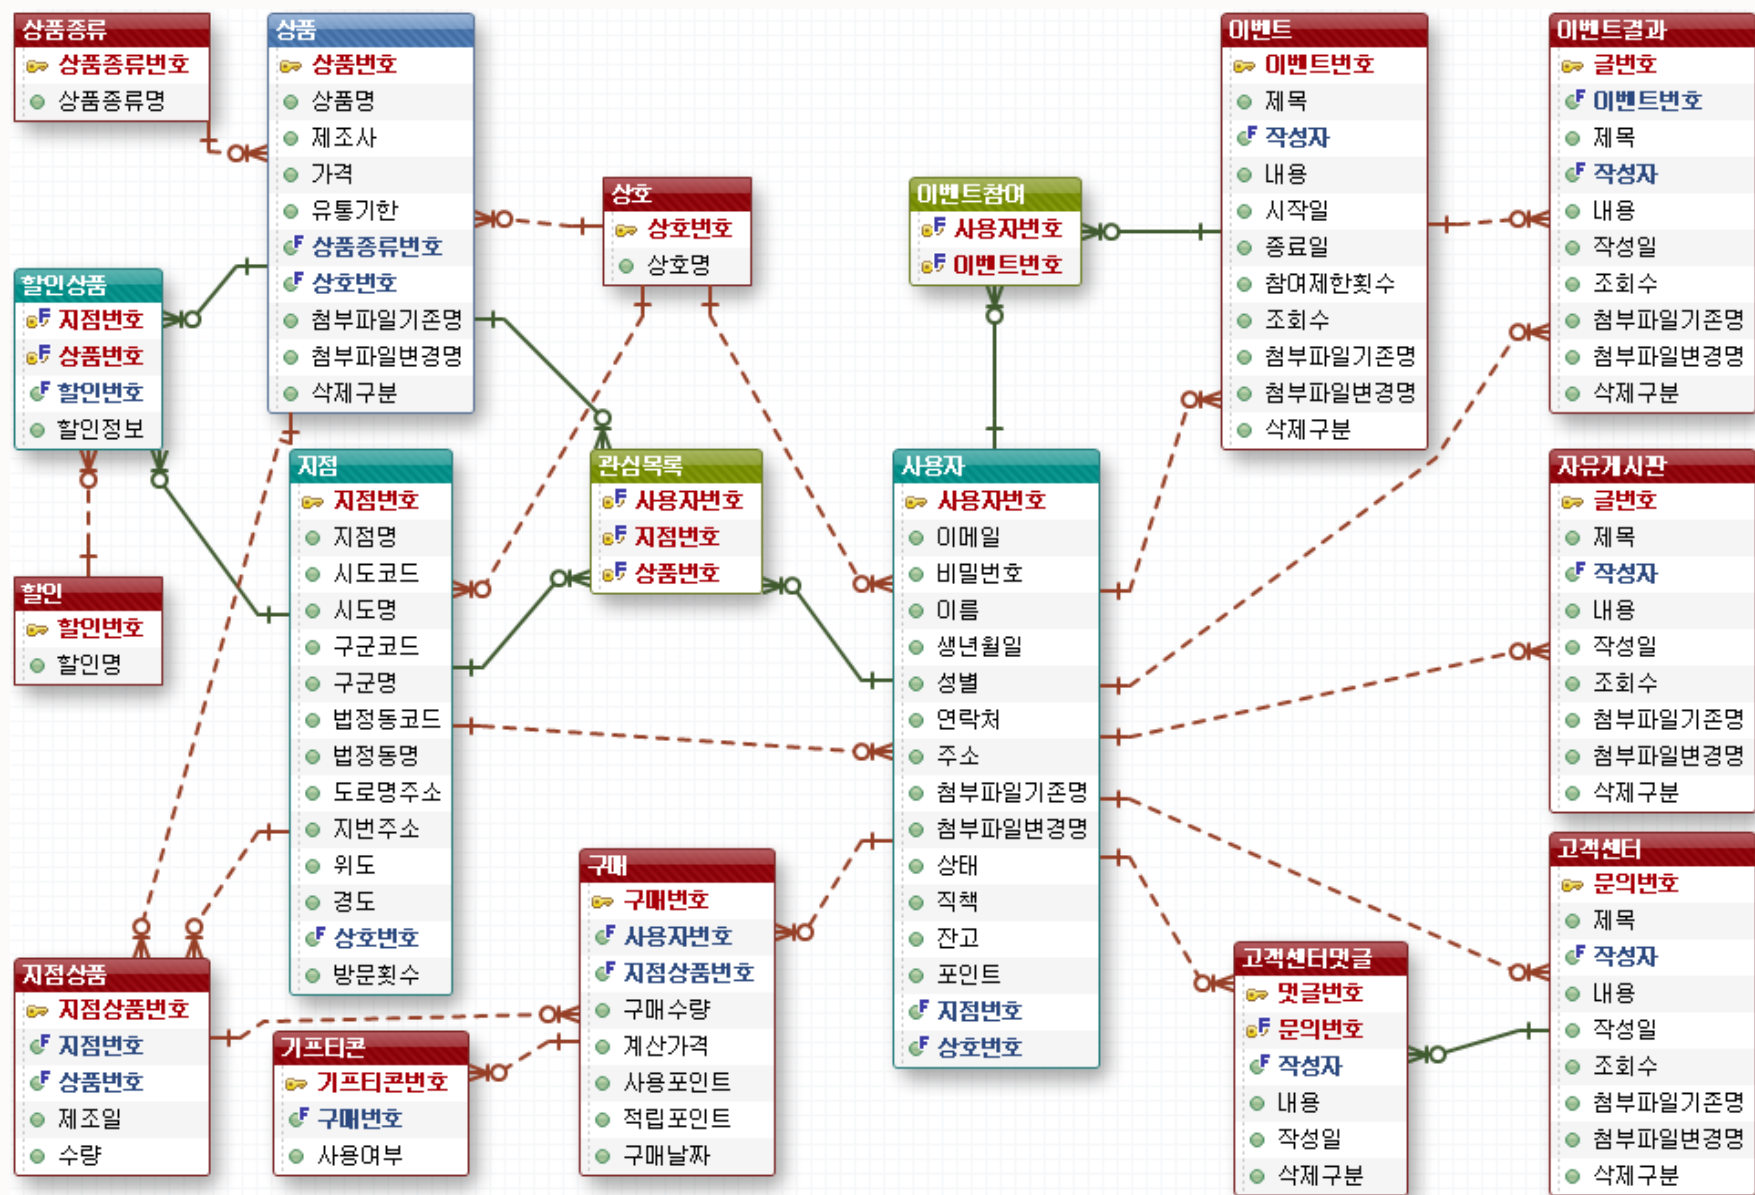 상품종류
상품종류번호
상품종류명
상품
상품번호
상품명
제조사
가격
유통기한
상품종류번호
상호번호
첨부파일기존명
첨부파일변경명
삭제구분
상호
상호번호
상호명
이벤트참여
사용자번호
이벤트번호
이벤트
이벤트번호
제목
작성자
내용
시작일
종료일
참여제한횟수
조회수
첨부파일기존명
첨부파일변경명
삭제구분
이벤트결과
글번호
이벤트번호
제목
작성자
내용
작성일
조회수
첨부파일기존명
첨부파일변경명
삭제구분
할인상품
지점번호
상품번호
할인번호
할인정보
할인
할인번호
할인명
지점
지점번호
지점명
시도코드
시도명
구군코드
구군명
법정동코드
법정동명
도로명주소
지번주소
위도
경도
상호번호
방문횟수
관심목록
사용자번호
지점번호
상품번호
사용자
사용자번호
이메일
비밀번호
이름
생년월일
성별
연락처
주소
첨부파일기존명
첨부파일변경명
상태
직책
잔고
포인트
지점번호
상호번호
자유게시판
글번호
제목
작성자
내용
작성일
조회수
첨부파일기존명
첨부파일변경명
삭제구분
지점상품
지점상품번호
지점번호
상품번호
제조일
수량
기프티콘
기프티콘번호
구매번호
사용여부
구매
구매번호
사용자번호
지점상품번호
구매수량
계산가격
사용포인트
적립포인트
구매날짜
고객센터댓글
댓글번호
문의번호
작성자
내용
작성일
삭제구분
고객센터
문의번호
제목
작성자
내용
작성일
조회수
첨부파일기존명
첨부파일변경명
삭제구분